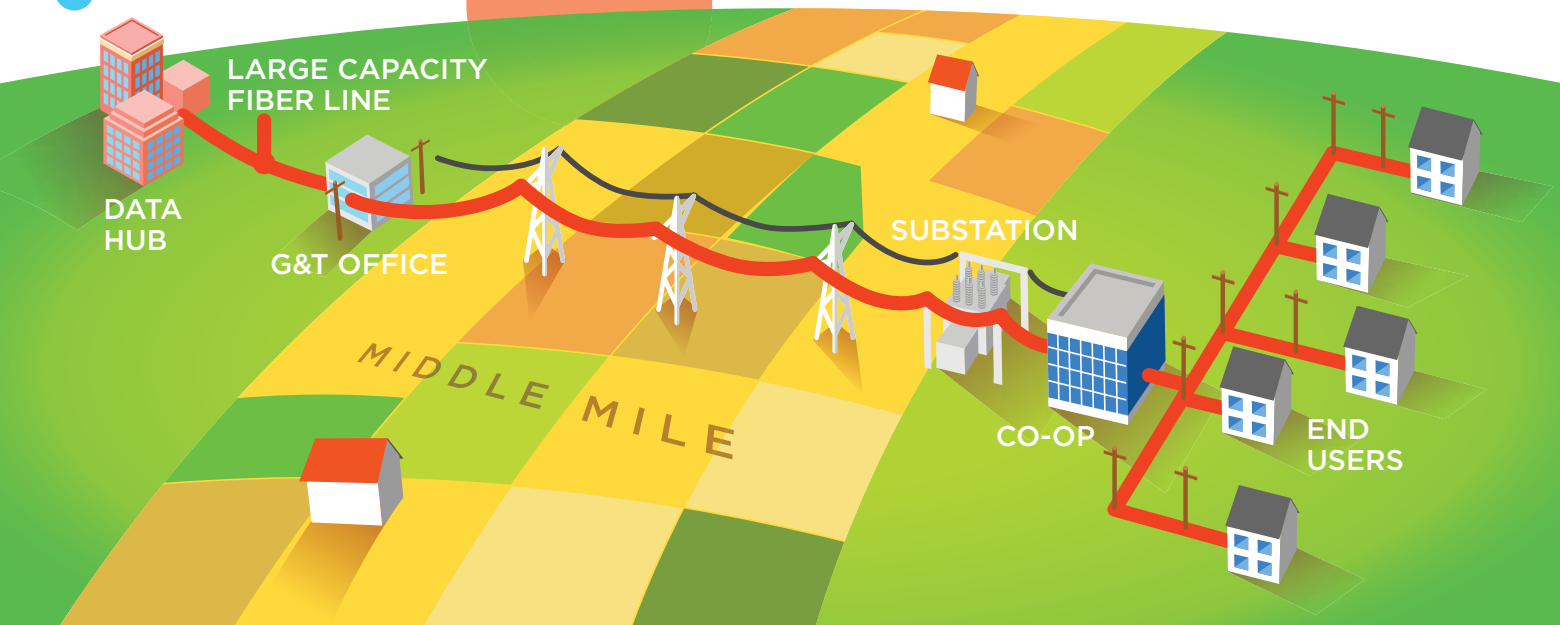 LARGE CAPACITY
FIBER LINE
DATA
HUB
G&T OFFICE
SUBSTATION
MIDDLE MILE
CO-OP
END
USERS